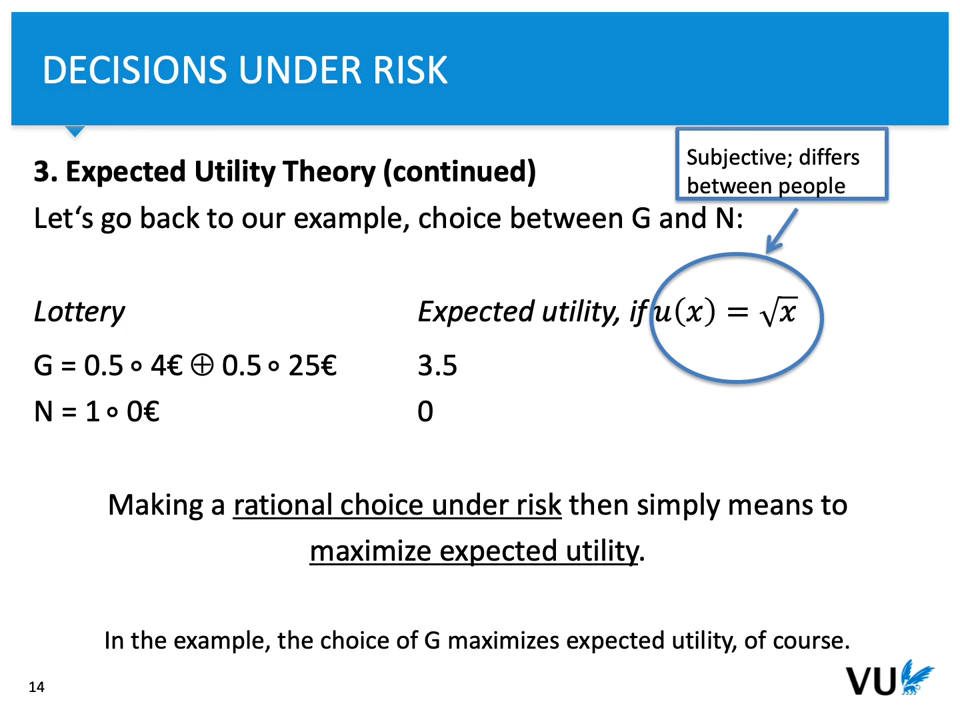 DECISIONS UNDER RISK
Subjective; differs
between people
3. Expected Utility Theory (continued)
Let‘s go back to our example, choice between G and N:
Lottery
Expected utility, if u(x) = √x
G = 0.5 ∘ 4€ ⊕ 0.5 ∘ 25€
3.5
N = 1 ∘ 0€
0
Making a rational choice under risk then simply means to
maximize expected utility.
In the example, the choice of G maximizes expected utility, of course.
14
VU